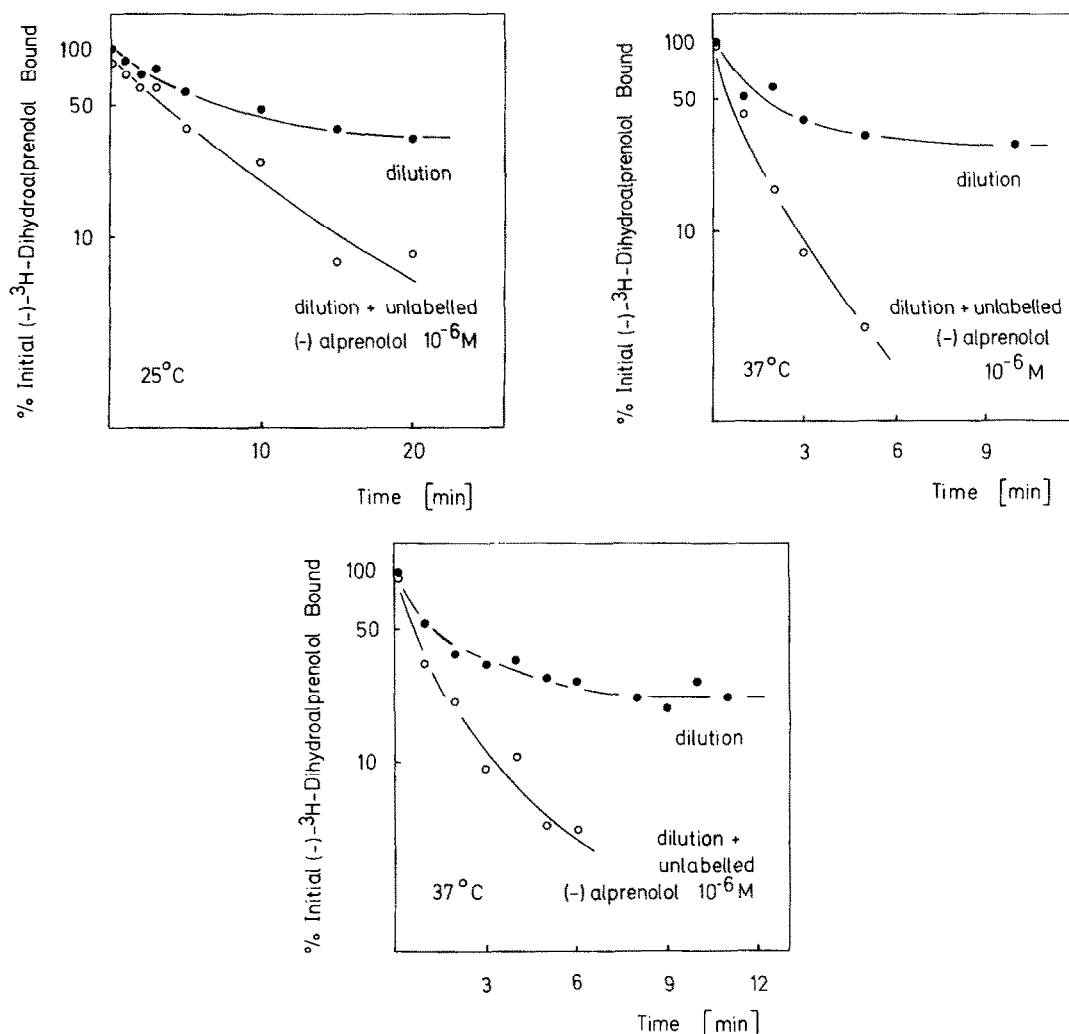 % Initial (-)-³H-Dihydroalprenolol Bound
100
50
10
dilution
dilution + unlabelled
(-) alprenolol 10⁻⁶M
25°C
10 20
Time [min]
% Initial (-)-³H-Dihydroalprenolol Bound
100
50
10
dilution
dilution + unlabelled
(-) alprenolol
10⁻⁶M
37°C
3 6 9
Time [min]
% Initial (-)-³H-Dihydroalprenolol Bound
100
50
10
dilution
dilution +
unlabelled
37°C (-) alprenolol 10⁻⁶M
3 6 9 12
Time [min]